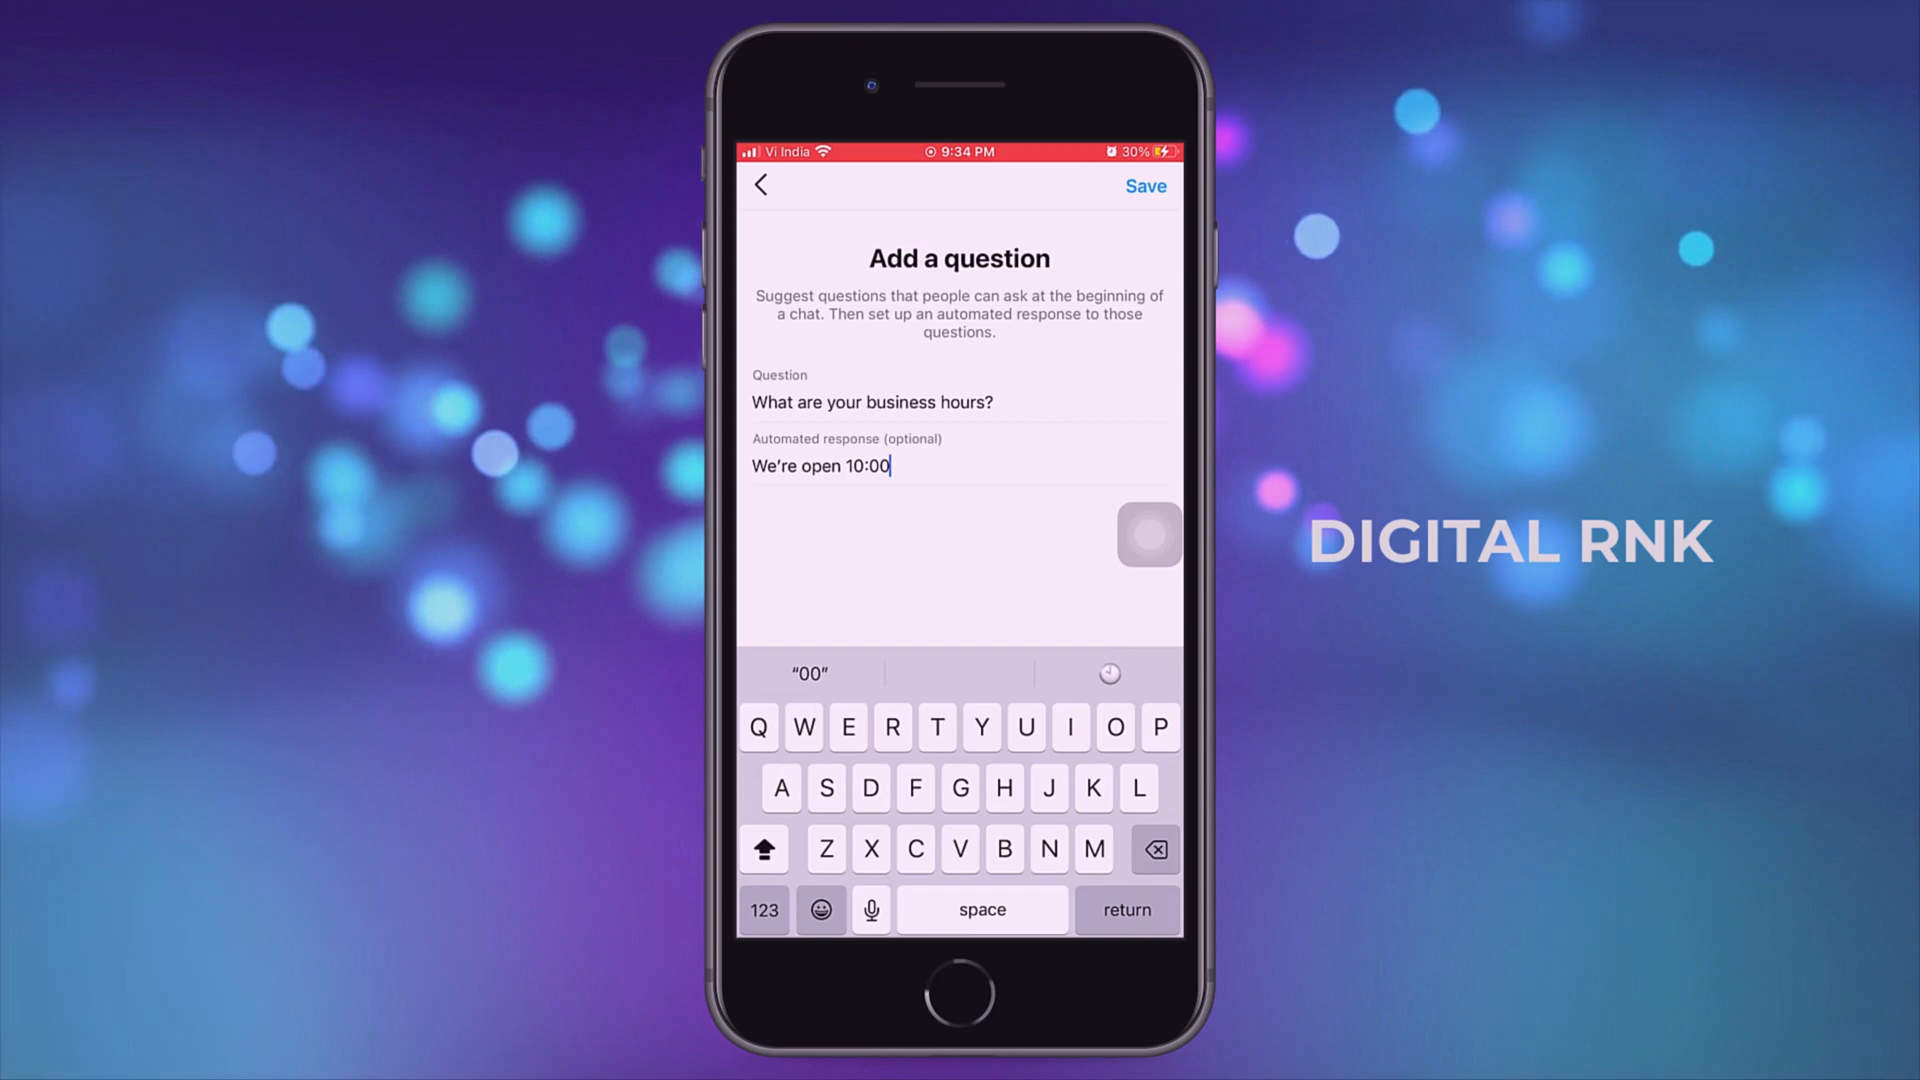 Vi India
9:34 PM
30%
Save
Add a question
Suggest questions that people can ask at the beginning of
a chat. Then set up an automated response to those
questions.
Question
What are your business hours?
Automated response (optional)
We're open 10:00
DIGITAL RNK
“00”
Q W E R T Y U I O P
A S D F G H J K L
Z X C V B N M
123 space return